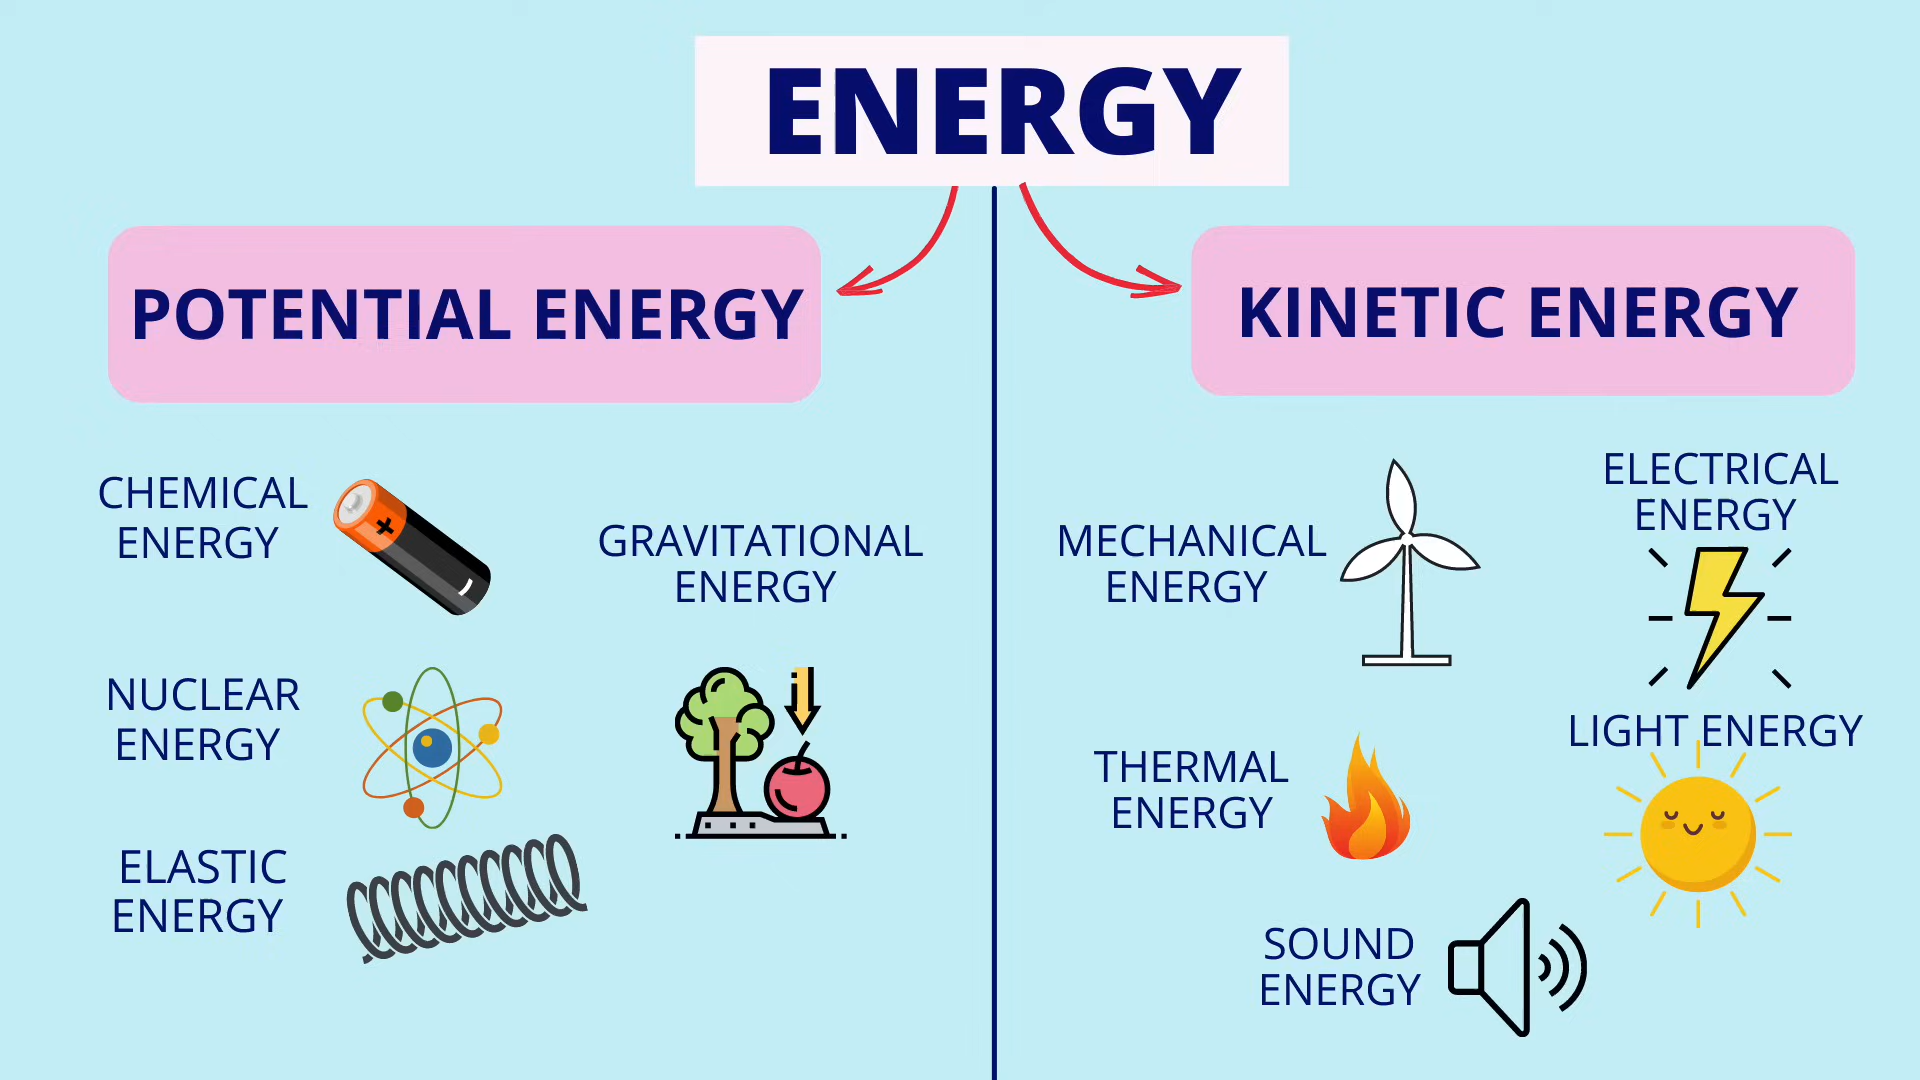 ENERGY
POTENTIAL ENERGY
KINETIC ENERGY
CHEMICAL
ENERGY
GRAVITATIONAL
ENERGY
NUCLEAR
ENERGY
ELASTIC
ENERGY
MECHANICAL
ENERGY
ELECTRICAL
ENERGY
THERMAL
ENERGY
LIGHT ENERGY
SOUND
ENERGY